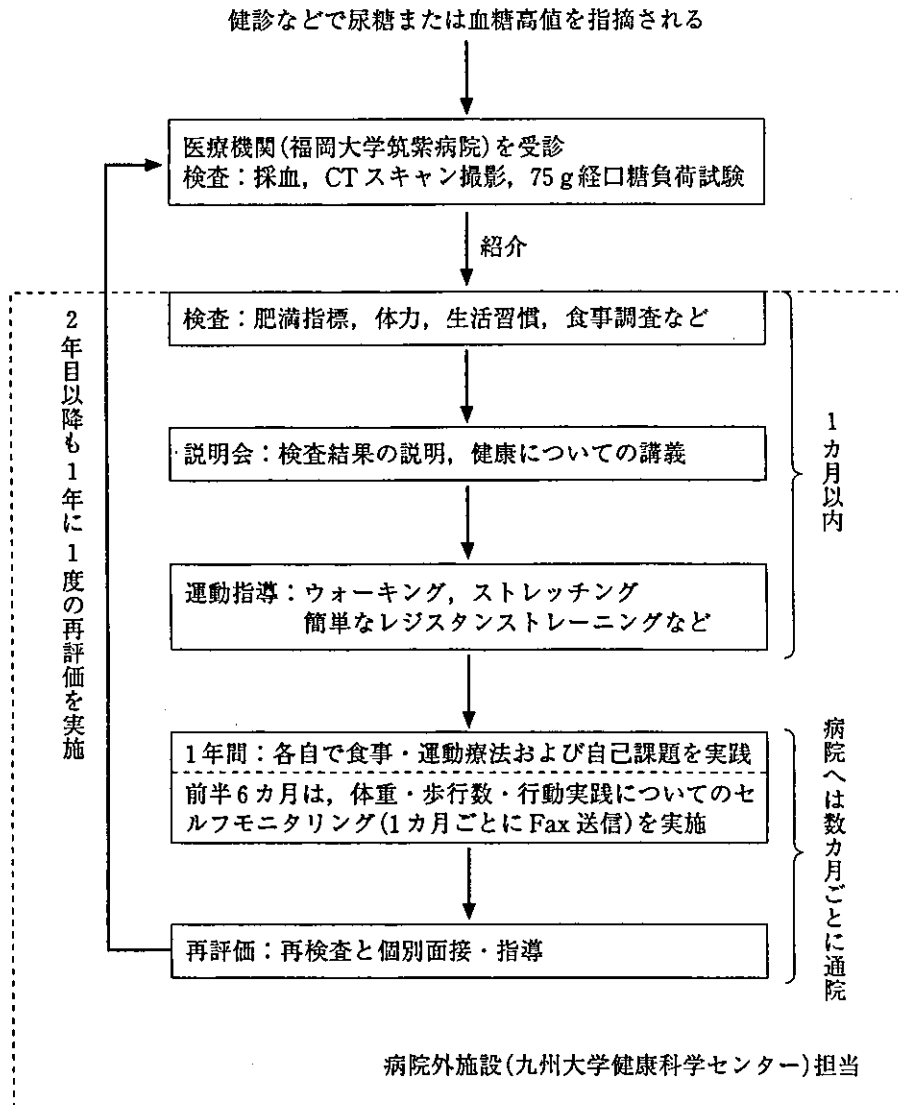 健診などで尿糖または血糖高値を指摘される
医療機関(福岡大学筑紫病院)を受診
検査：採血，CTスキャン撮影，75g経口糖負荷試験
紹介
検査：肥満指標，体力，生活習慣，食事調査など
説明会：検査結果の説明，健康についての講義
運動指導：ウォーキング，ストレッチング
簡単なレジスタンストレーニングなど
1カ月以内
1年間：各自で食事・運動療法および自己課題を実践
前半6カ月は，体重・歩行数・行動実践についてのセ
ルフモニタリング(1カ月ごとにFax送信)を実施
再評価：再検査と個別面接・指導
病院へは数カ月ごとに通院
2年目以降も1年に1度の再評価を実施
病院外施設(九州大学健康科学センター)担当